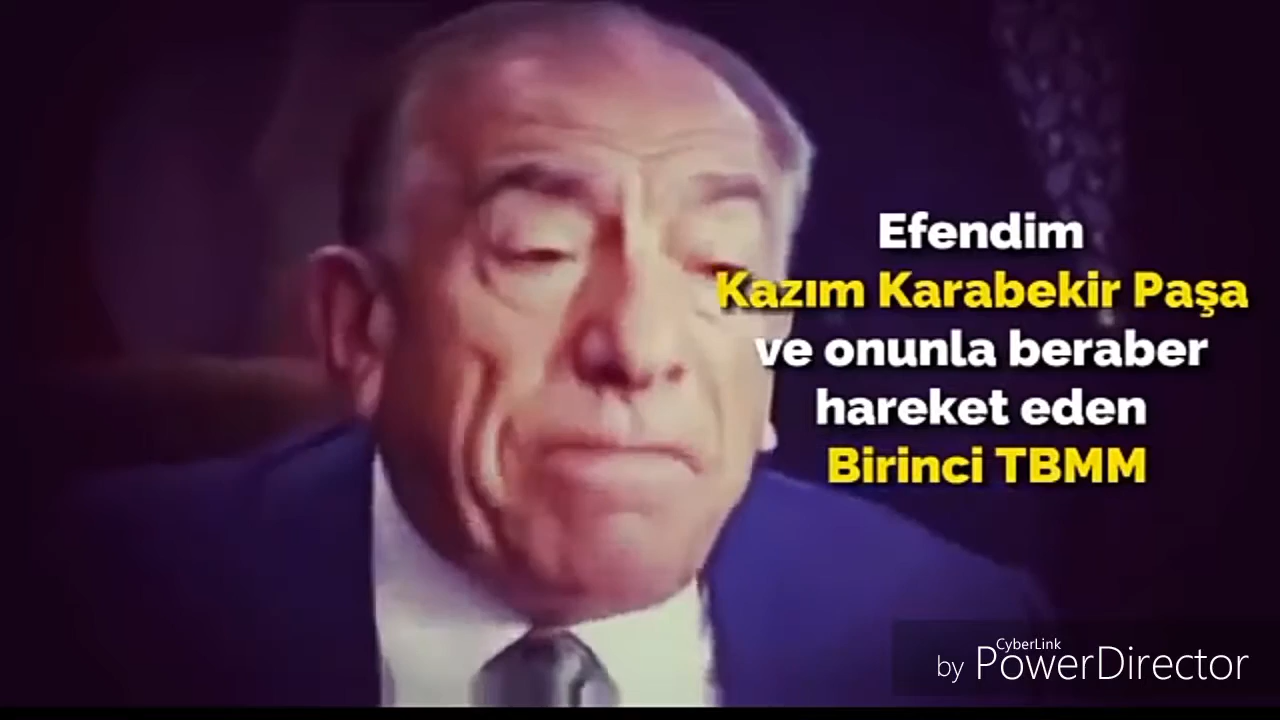 Efendim
Kazım Karabekir Paşa
ve onunla beraber
hareket eden
Birinci TBMM
CyberLink
by PowerDirector